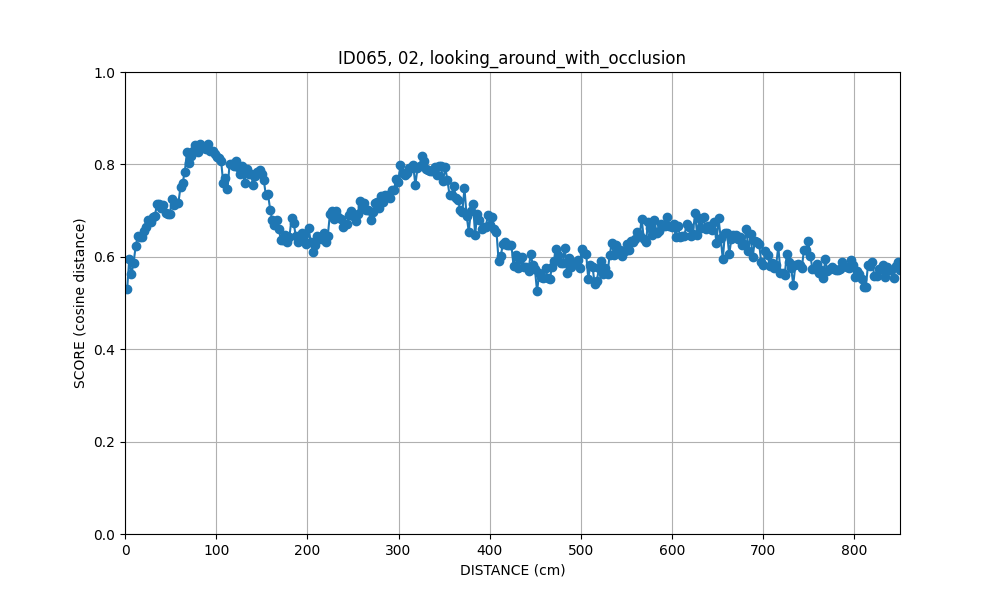 ID065, 02, looking_around_with_occlusion
1.0
0.8
0.6
0.4
0.2
0.0
SCORE (cosine distance)
0 100 200 300 400 500 600 700 800
DISTANCE (cm)